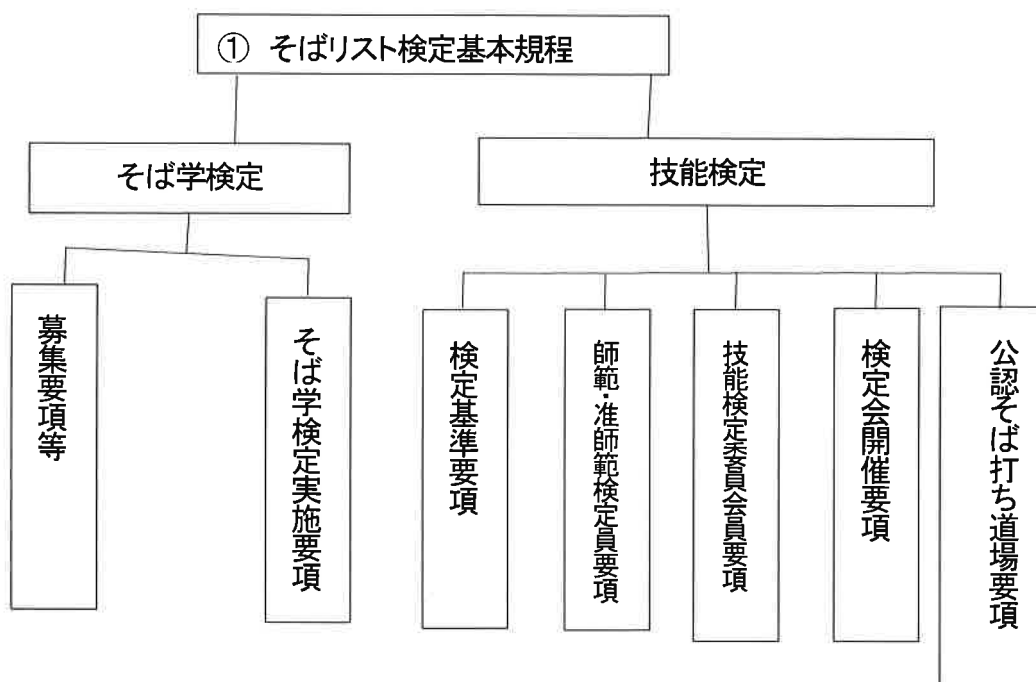 ① そばリスト検定基本規程
そば学検定
技能検定
募集要項等
そば学検定実施要項
検定基準要項
師範・准師範検定員要項
技能検定委員会員要項
検定会開催要項
公認そば打ち道場要項